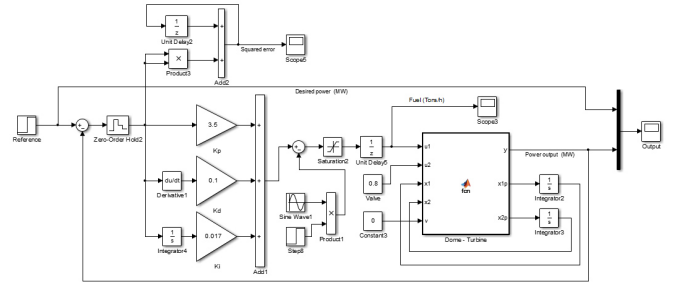 1
z
Unit Delay2
+
+
Add2
Squared error
Scope5
×
Product3
Desired power (MW)
Reference
+
−
Zero-Order Hold2
3.5
Kp
du/dt
Derivative1
0.1
Kd
1
s
Integrator4
0.017
Ki
+
+
+
Add1
Sine Wave1
Step8
×
Product1
+
−
Saturation2
1
z
Unit Delay5
Fuel (Tons/h)
Scope3
0.8
Valve
0
Constant3
u1
u2
x1
x2
v
fcn
y
x1p
x2p
Dome - Turbine
Power output (MW)
1
s
Integrator2
1
s
Integrator3
Output